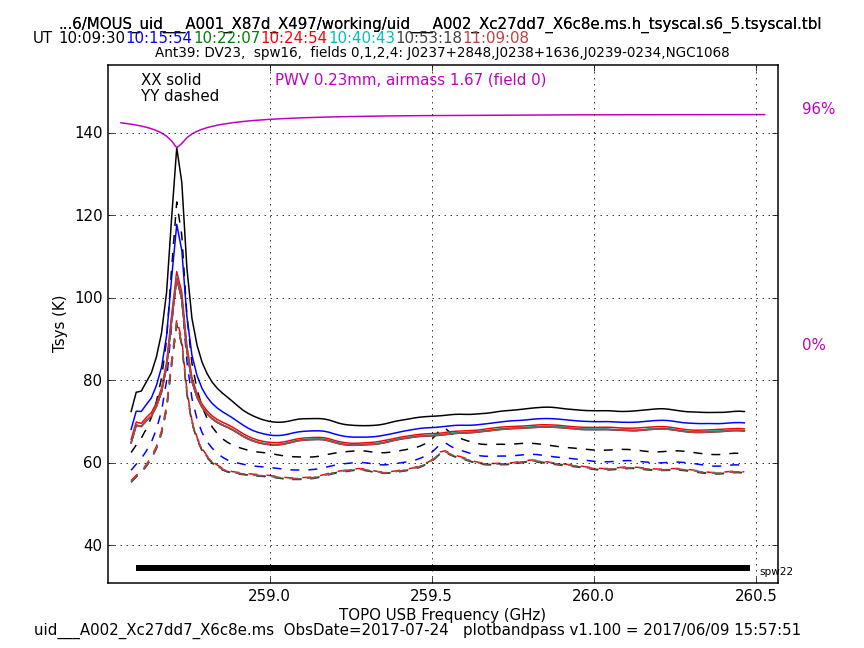 ...6/MOUS_uid___A001_X87d_X497/working/uid___A002_Xc27dd7_X6c8e.ms.h_tsyscal.s6_5.tsyscal.tbl
UT 10:09:30 10:15:54 10:22:07 10:24:54 10:40:43 10:53:18 11:09:08
Ant39: DV23, spw16, fields 0,1,2,4: J0237+2848,J0238+1636,J0239-0234,NGC1068
XX solid PWV 0.23mm, airmass 1.67 (field 0)
YY dashed
96%
140
120
100
0%
80
60
40
Tsys (K)
spw22
259.0 259.5 260.0 260.5
TOPO USB Frequency (GHz)
uid___A002_Xc27dd7_X6c8e.ms ObsDate=2017-07-24 plotbandpass v1.100 = 2017/06/09 15:57:51